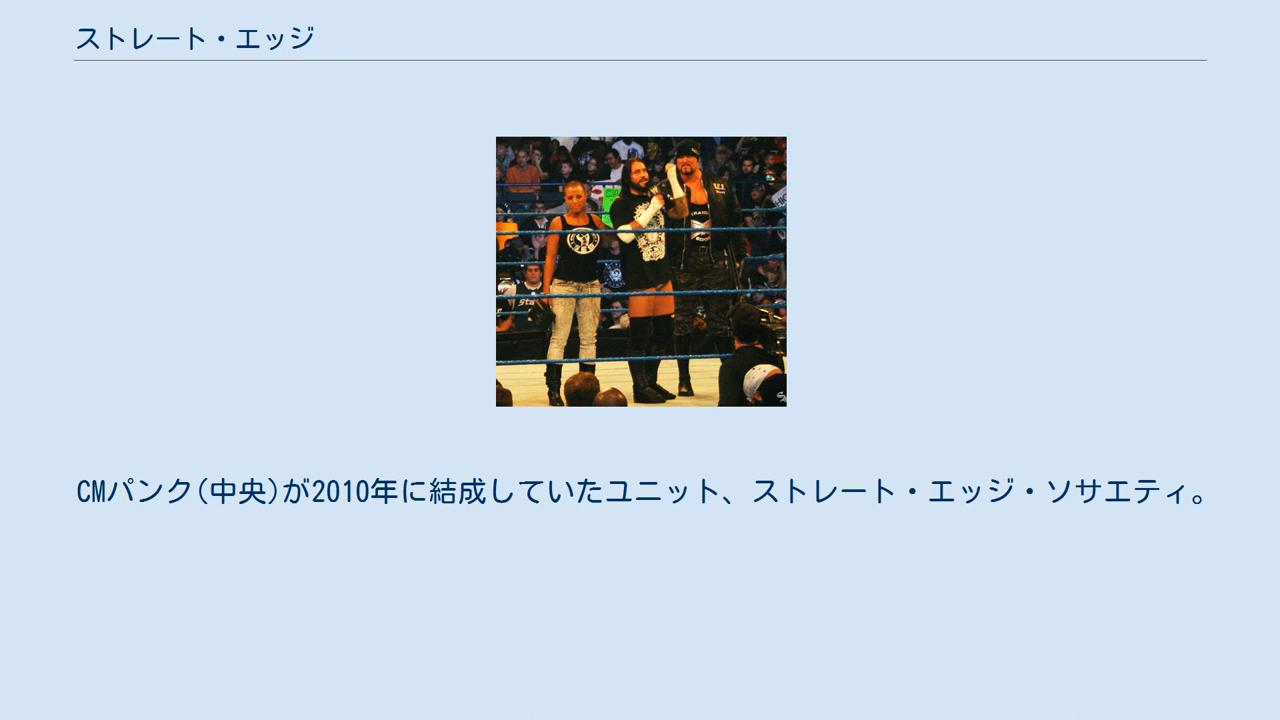 ストレート・エッジ
CMパンク(中央)が2010年に結成していたユニット、ストレート・エッジ・ソサエティ。